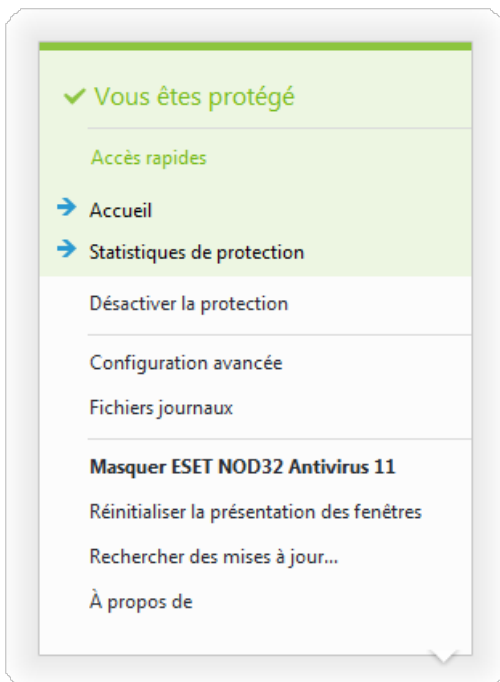 Vous êtes protégé
Accès rapides
Accueil
Statistiques de protection
Désactiver la protection
Configuration avancée
Fichiers journaux
Masquer ESET NOD32 Antivirus 11
Réinitialiser la présentation des fenêtres
Rechercher des mises à jour...
À propos de